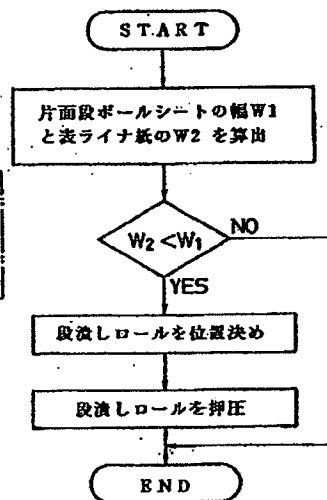 START
片面段ボールシートの幅W1
と表ライナ紙のW2 を算出
W2 <W1
NO
YES
段潰しロールを位置決め
段潰しロールを押圧
END